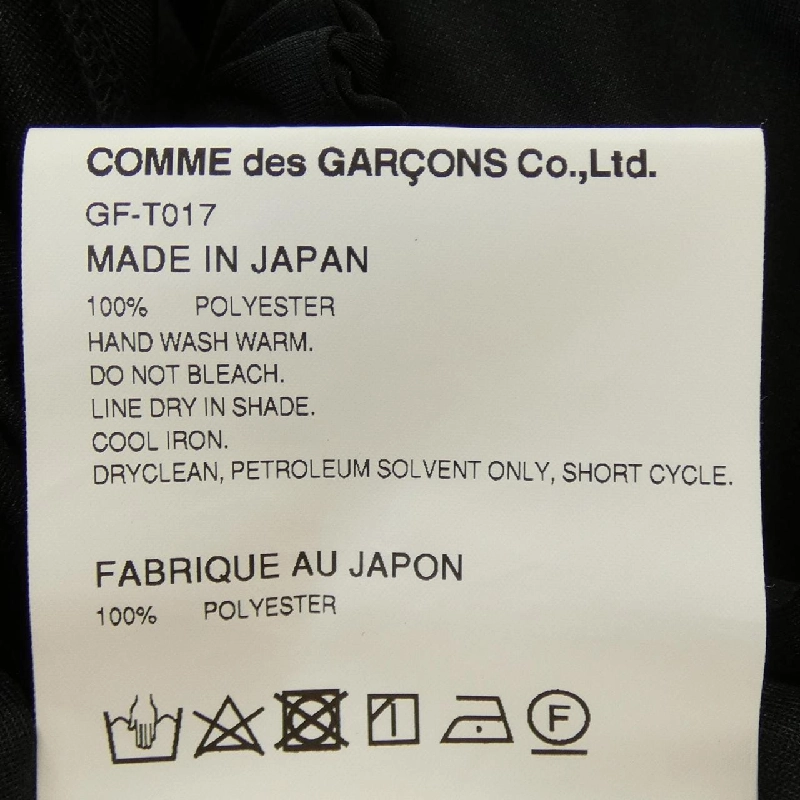 COMME des GARÇONS Co.,Ltd.
GF-T017
MADE IN JAPAN
100% POLYESTER
HAND WASH WARM.
DO NOT BLEACH.
LINE DRY IN SHADE.
COOL IRON.
DRYCLEAN, PETROLEUM SOLVENT ONLY, SHORT CYCLE.
FABRIQUE AU JAPON
100% POLYESTER
F